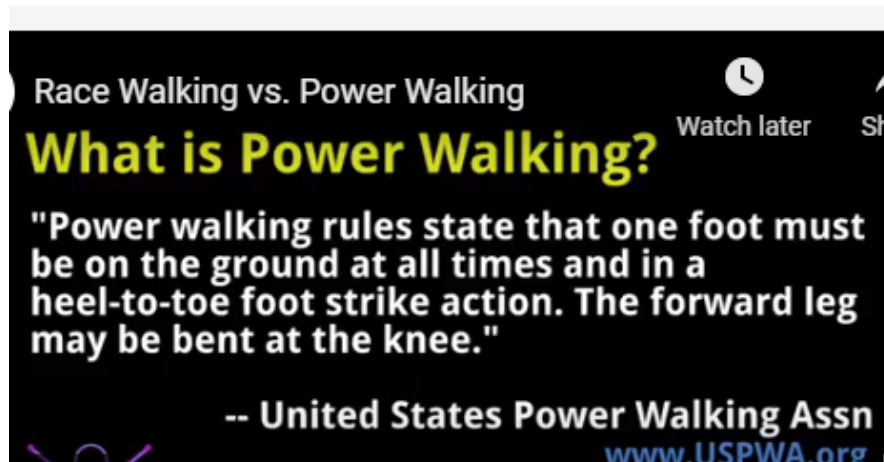 Race Walking vs. Power Walking
Watch later
What is Power Walking?
"Power walking rules state that one foot must
be on the ground at all times and in a
heel-to-toe foot strike action. The forward leg
may be bent at the knee."
-- United States Power Walking Assn
www.USPWA.org